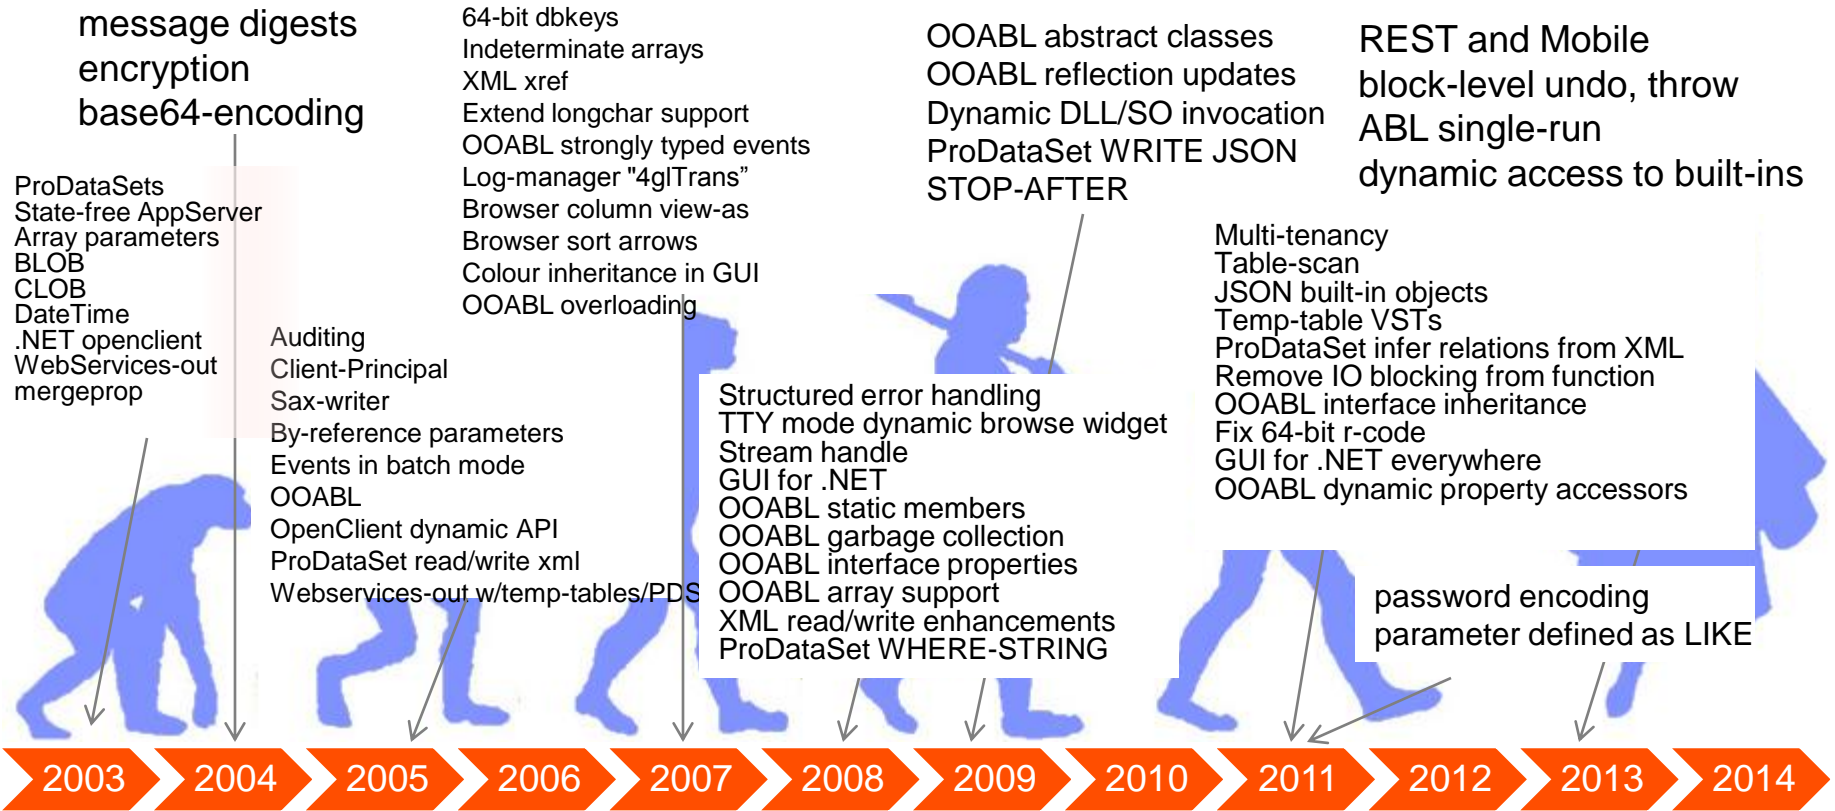 message digests
encryption
base64-encoding
ProDataSets
State-free AppServer
Array parameters
BLOB
CLOB
DateTime
.NET openclient
WebServices-out
mergeprop
Auditing
Client-Principal
Sax-writer
By-reference parameters
Events in batch mode
OOABL
OpenClient dynamic API
ProDataSet read/write xml
Webservices-out w/temp-tables/PDS
64-bit dbkeys
Indeterminate arrays
XML xref
Extend longchar support
OOABL strongly typed events
Log-manager "4glTrans”
Browser column view-as
Browser sort arrows
Colour inheritance in GUI
OOABL overloading
Structured error handling
TTY mode dynamic browse widget
Stream handle
GUI for .NET
OOABL static members
OOABL garbage collection
OOABL interface properties
OOABL array support
XML read/write enhancements
ProDataSet WHERE-STRING
OOABL abstract classes
OOABL reflection updates
Dynamic DLL/SO invocation
ProDataSet WRITE JSON
STOP-AFTER
REST and Mobile
block-level undo, throw
ABL single-run
dynamic access to built-ins
Multi-tenancy
Table-scan
JSON built-in objects
Temp-table VSTs
ProDataSet infer relations from XML
Remove IO blocking from function
OOABL interface inheritance
Fix 64-bit r-code
GUI for .NET everywhere
OOABL dynamic property accessors
password encoding
parameter defined as LIKE
2003 2004 2005 2006 2007 2008 2009 2010 2011 2012 2013 2014